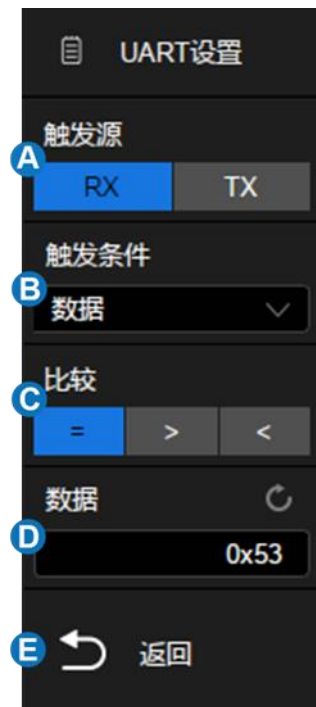 UART设置
触发源
A
RX TX
触发条件
B
数据
比较
C
= > <
数据
D
0x53
E 返回